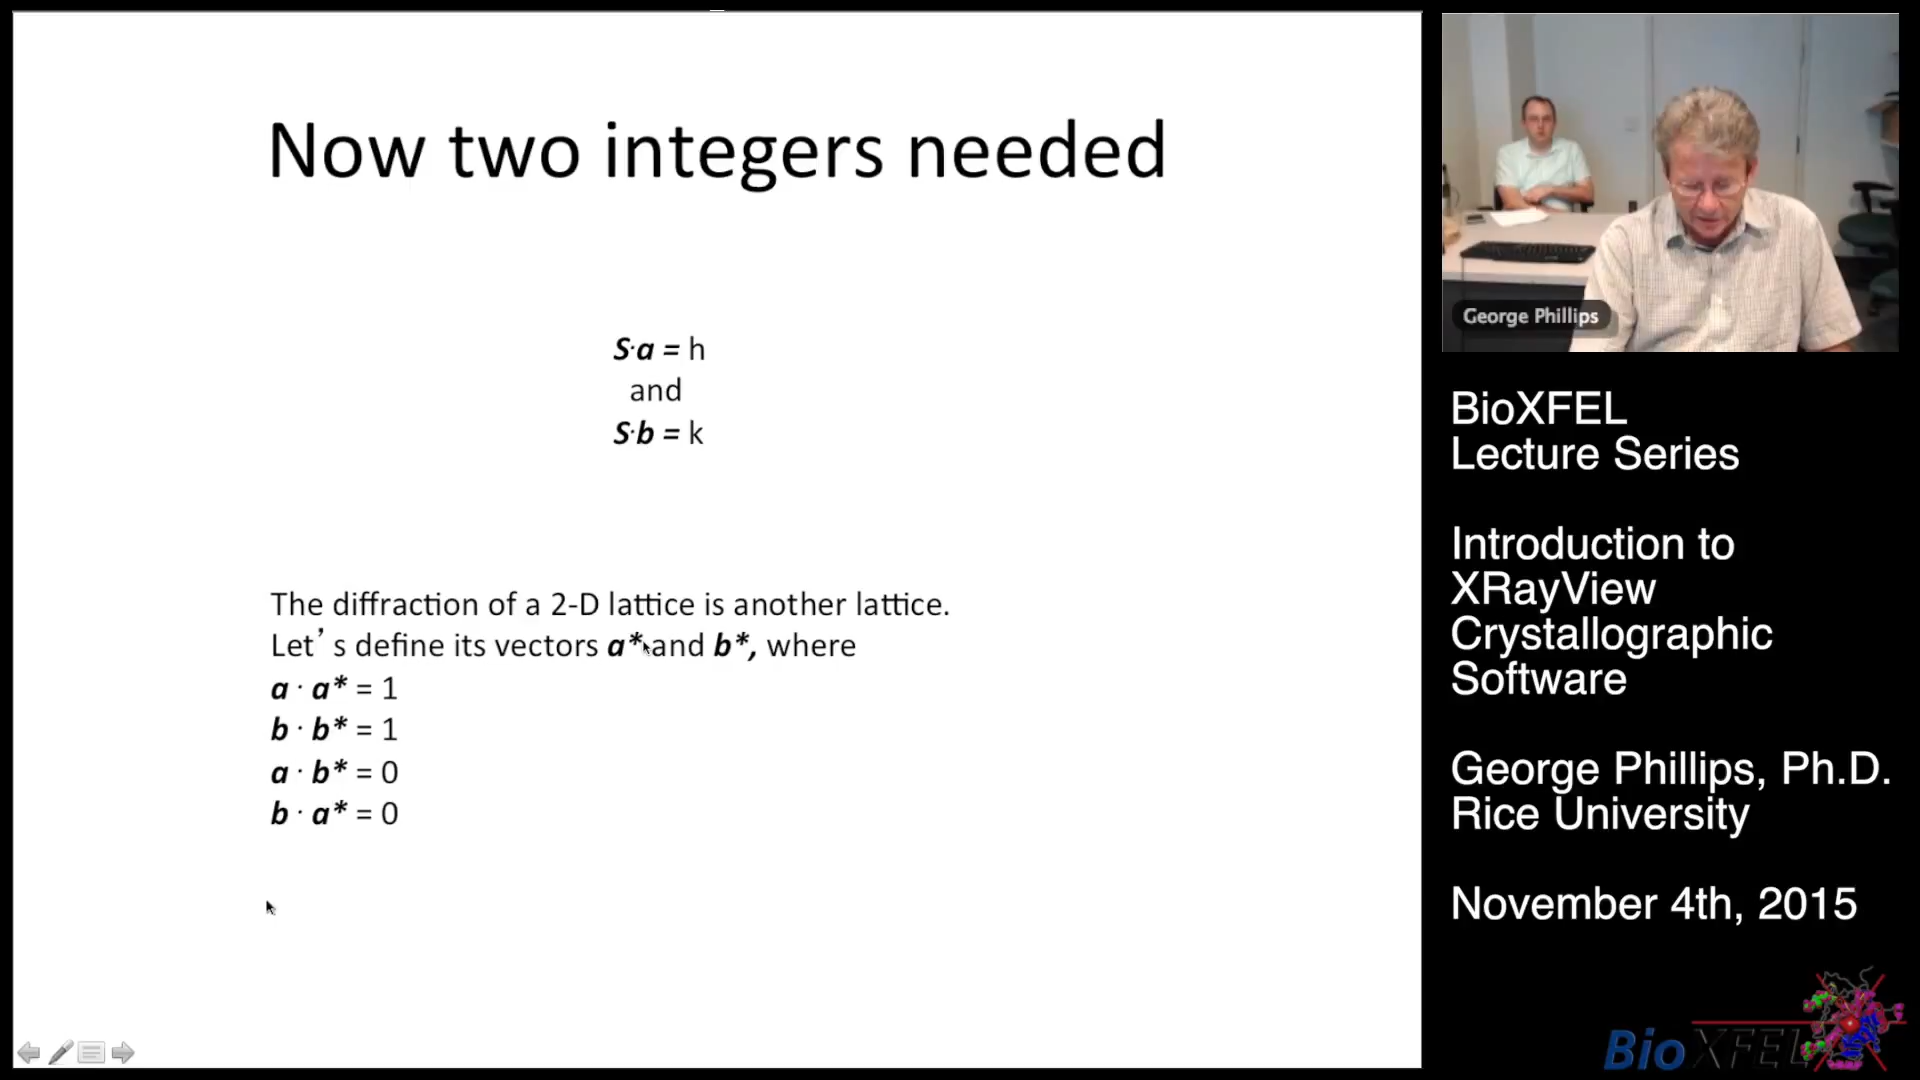 Now two integers needed
S·a = h
and
S·b = k
The diffraction of a 2-D lattice is another lattice.
Let’ s define its vectors a* and b*, where
a · a* = 1
b · b* = 1
a · b* = 0
b · a* = 0
George Phillips
BioXFEL
Lecture Series
Introduction to
XRayView
Crystallographic
Software
George Phillips, Ph.D.
Rice University
November 4th, 2015
BioXFEL